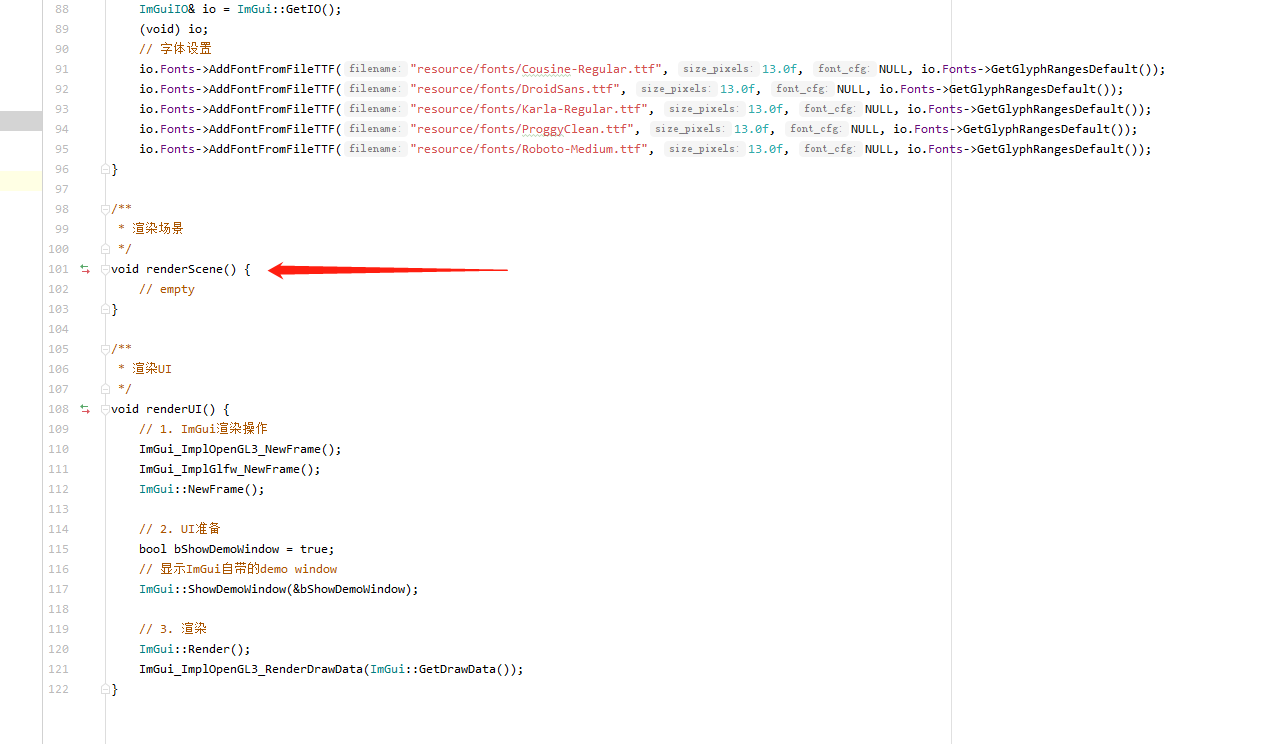 88 ImGuiIO& io = ImGui::GetIO();
89 (void) io;
90 // 字体设置
91 io.Fonts->AddFontFromFileTTF( filename: "resource/fonts/Cousine-Regular.ttf", size_pixels: 13.0f, font_cfg: NULL, io.Fonts->GetGlyphRangesDefault());
92 io.Fonts->AddFontFromFileTTF( filename: "resource/fonts/DroidSans.ttf", size_pixels: 13.0f, font_cfg: NULL, io.Fonts->GetGlyphRangesDefault());
93 io.Fonts->AddFontFromFileTTF( filename: "resource/fonts/Karla-Regular.ttf", size_pixels: 13.0f, font_cfg: NULL, io.Fonts->GetGlyphRangesDefault());
94 io.Fonts->AddFontFromFileTTF( filename: "resource/fonts/ProggyClean.ttf", size_pixels: 13.0f, font_cfg: NULL, io.Fonts->GetGlyphRangesDefault());
95 io.Fonts->AddFontFromFileTTF( filename: "resource/fonts/Roboto-Medium.ttf", size_pixels: 13.0f, font_cfg: NULL, io.Fonts->GetGlyphRangesDefault());
96 }
97
98 /**
99 * 渲染场景
100 */
101 void renderScene() {
102 // empty
103 }
104
105 /**
106 * 渲染UI
107 */
108 void renderUI() {
109 // 1. ImGui渲染操作
110 ImGui_ImplOpenGL3_NewFrame();
111 ImGui_ImplGlfw_NewFrame();
112 ImGui::NewFrame();
113
114 // 2. UI准备
115 bool bShowDemoWindow = true;
116 // 显示ImGui自带的demo window
117 ImGui::ShowDemoWindow(&bShowDemoWindow);
118
119 // 3. 渲染
120 ImGui::Render();
121 ImGui_ImplOpenGL3_RenderDrawData(ImGui::GetDrawData());
122 }